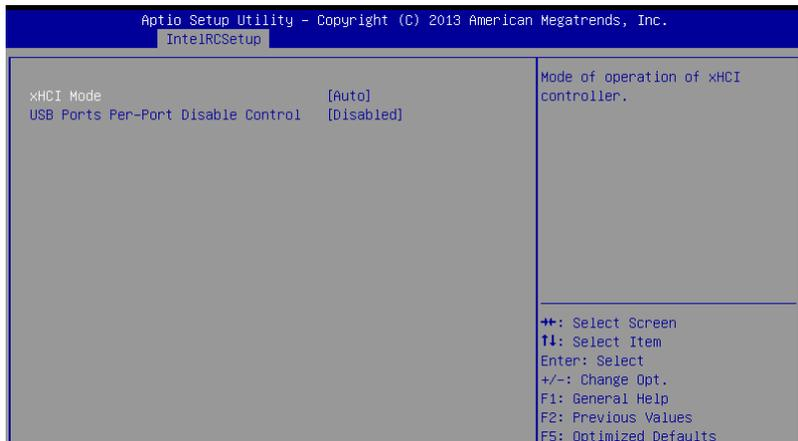 Aptio Setup Utility – Copyright (C) 2013 American Megatrends, Inc.
IntelRCSetup
xHCI Mode [Auto]
USB Ports Per-Port Disable Control [Disabled]
Mode of operation of xHCI
controller.
→←: Select Screen
↑↓: Select Item
Enter: Select
+/-: Change Opt.
F1: General Help
F2: Previous Values
F5: Optimized Defaults